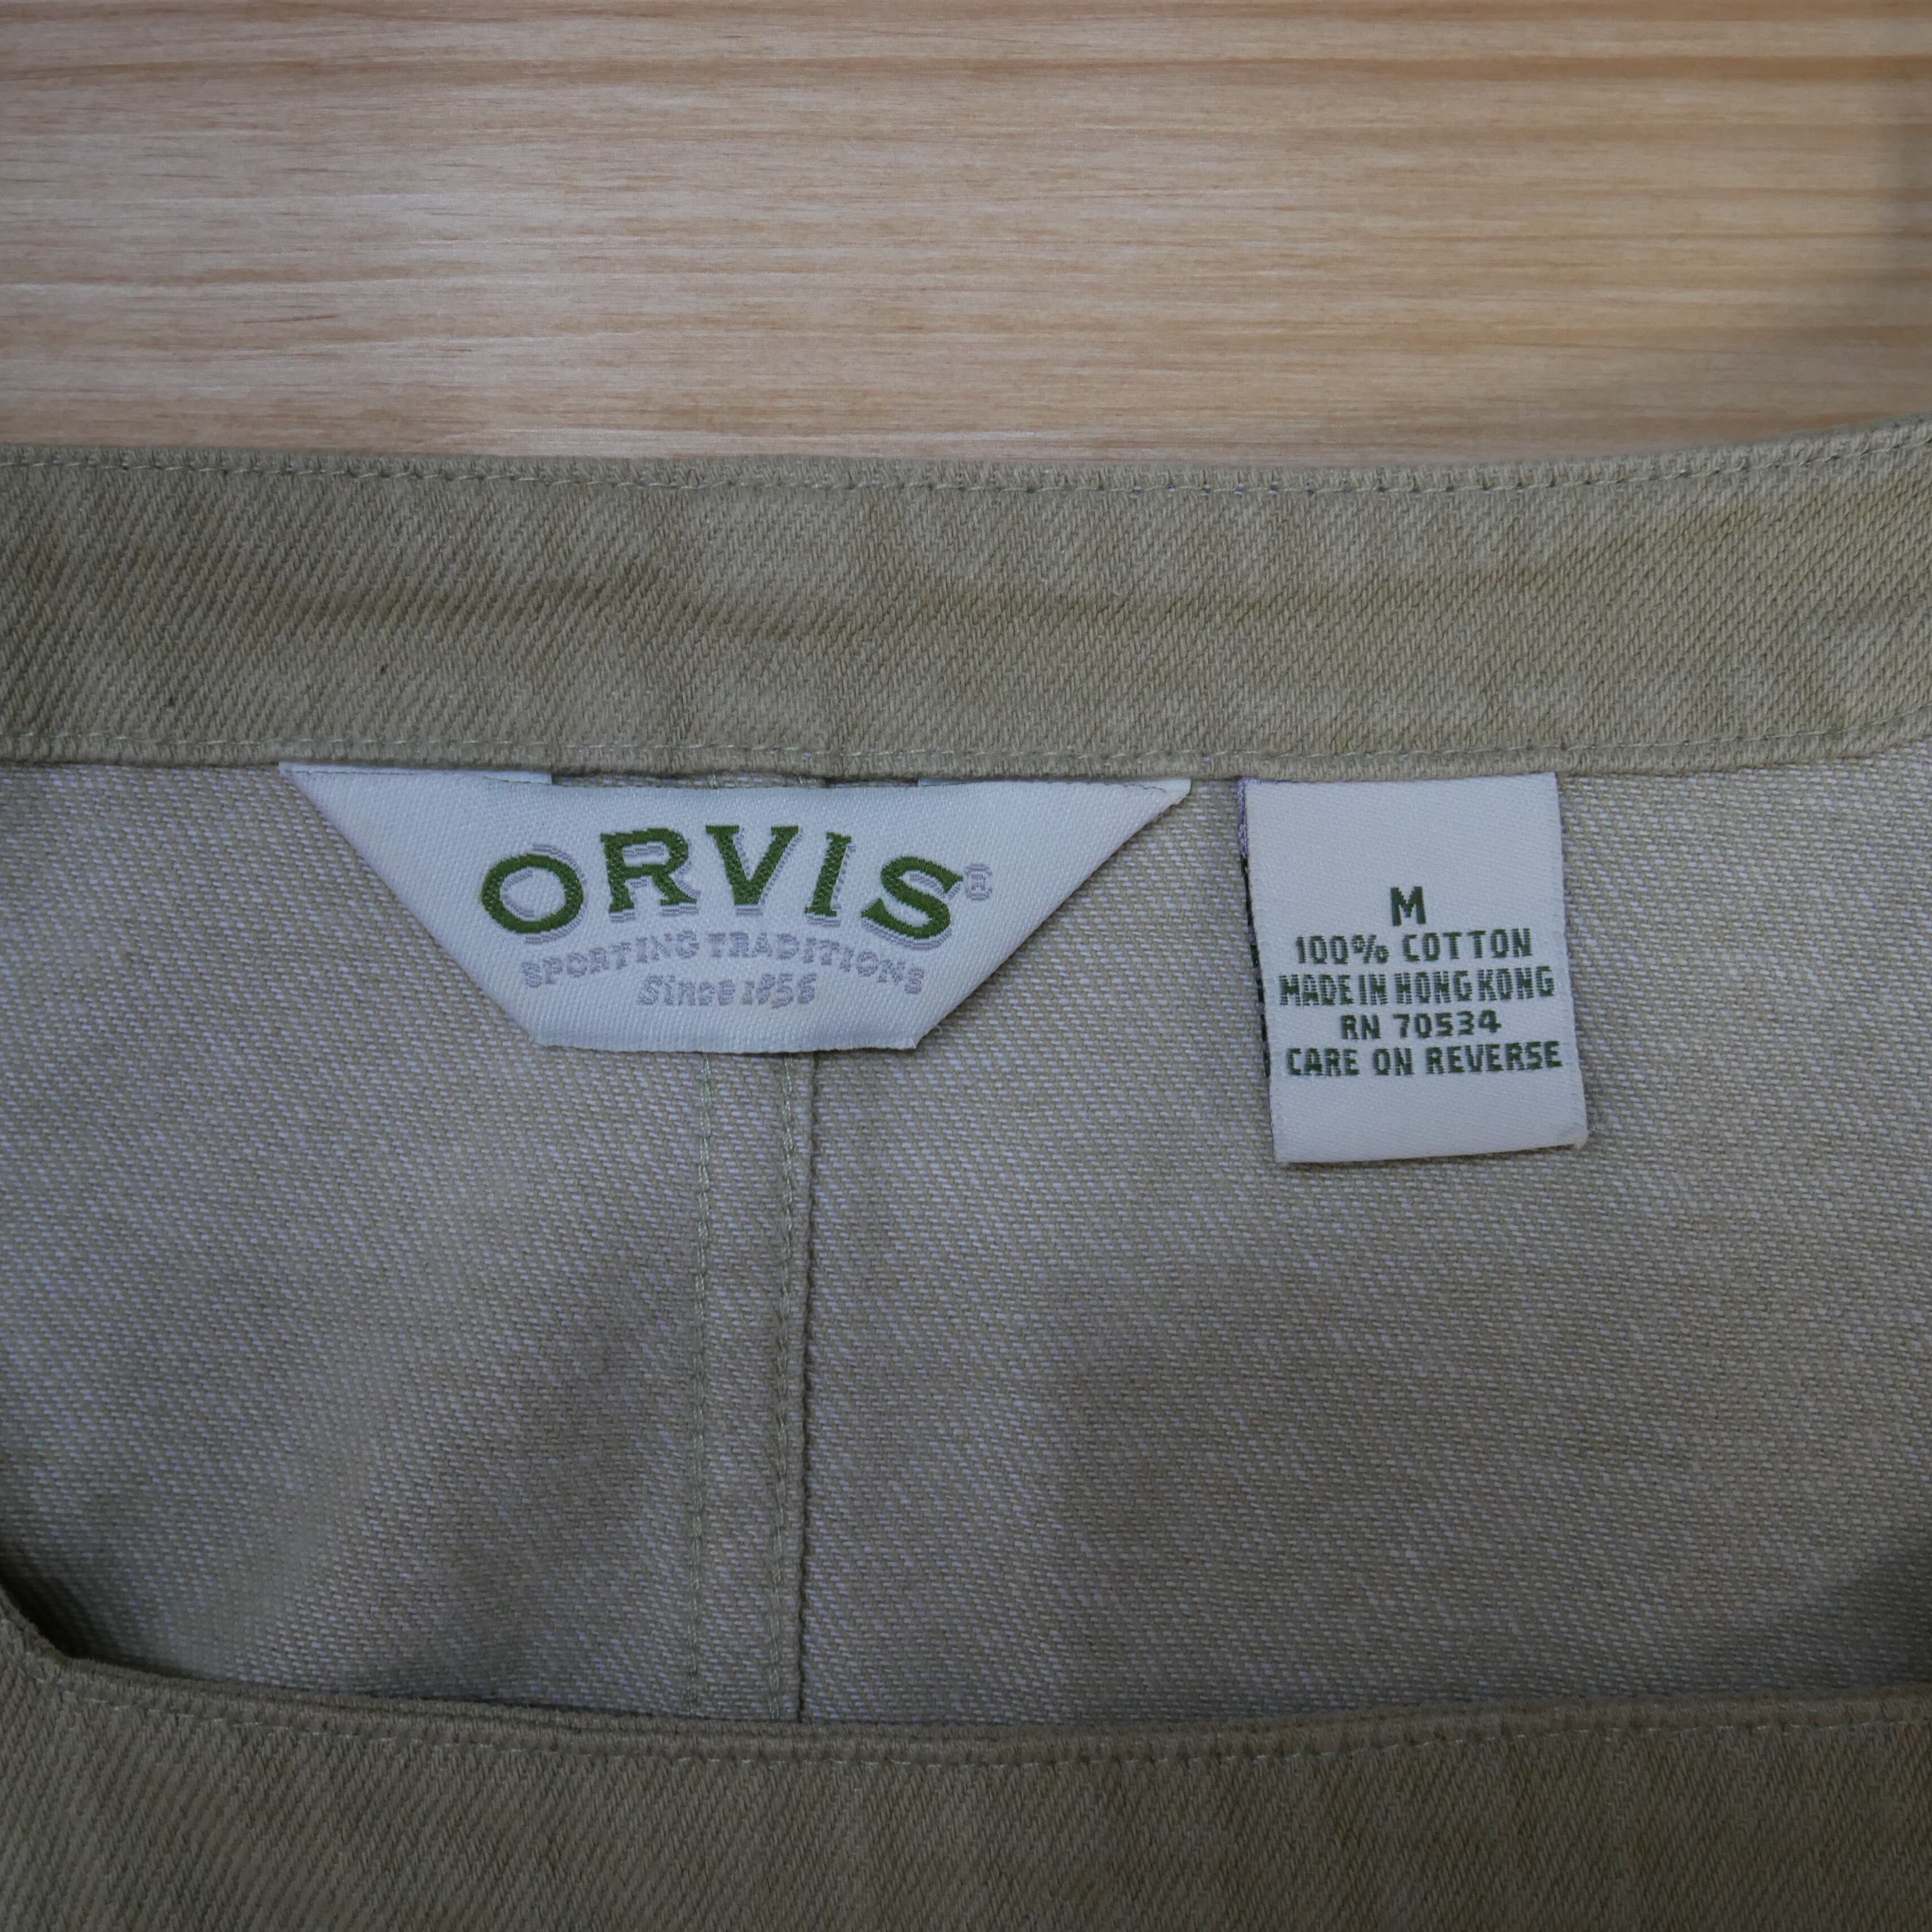 ORVIS®
SPORTING TRADITIONS
Since 1856
M
100% COTTON
MADE IN HONG KONG
RN 70534
CARE ON REVERSE